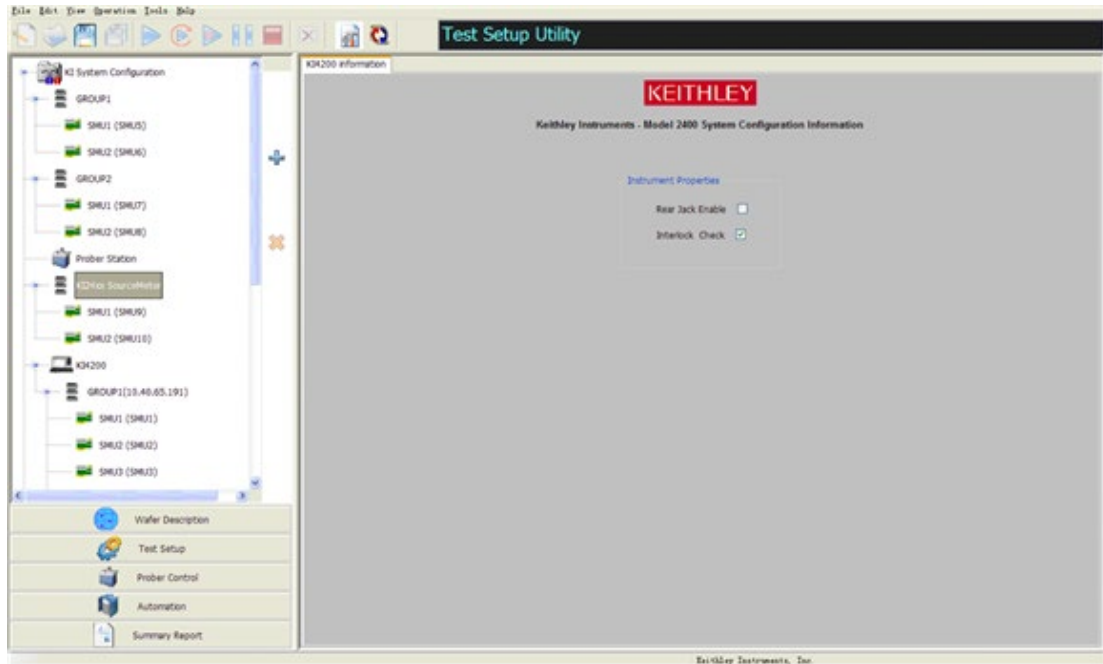 File Edit View Operation Tools Help
Test Setup Utility
KI System Configuration
GROUP1
SMU1 (SMU5)
SMU2 (SMU6)
GROUP2
SMU1 (SMU7)
SMU2 (SMU8)
Prober Station
KI24xx SourceMeter
SMU1 (SMU9)
SMU2 (SMU10)
KI4200
GROUP1(10.40.65.191)
SMU1 (SMU1)
SMU2 (SMU2)
SMU3 (SMU3)
Wafer Description
Test Setup
Prober Control
Automation
Summary Report
KI4200 information
KEITHLEY
Keithley Instruments - Model 2400 System Configuration Information
Instrument Properties
Rear Jack Enable
Interlock Check
Keithley Instruments, Inc.